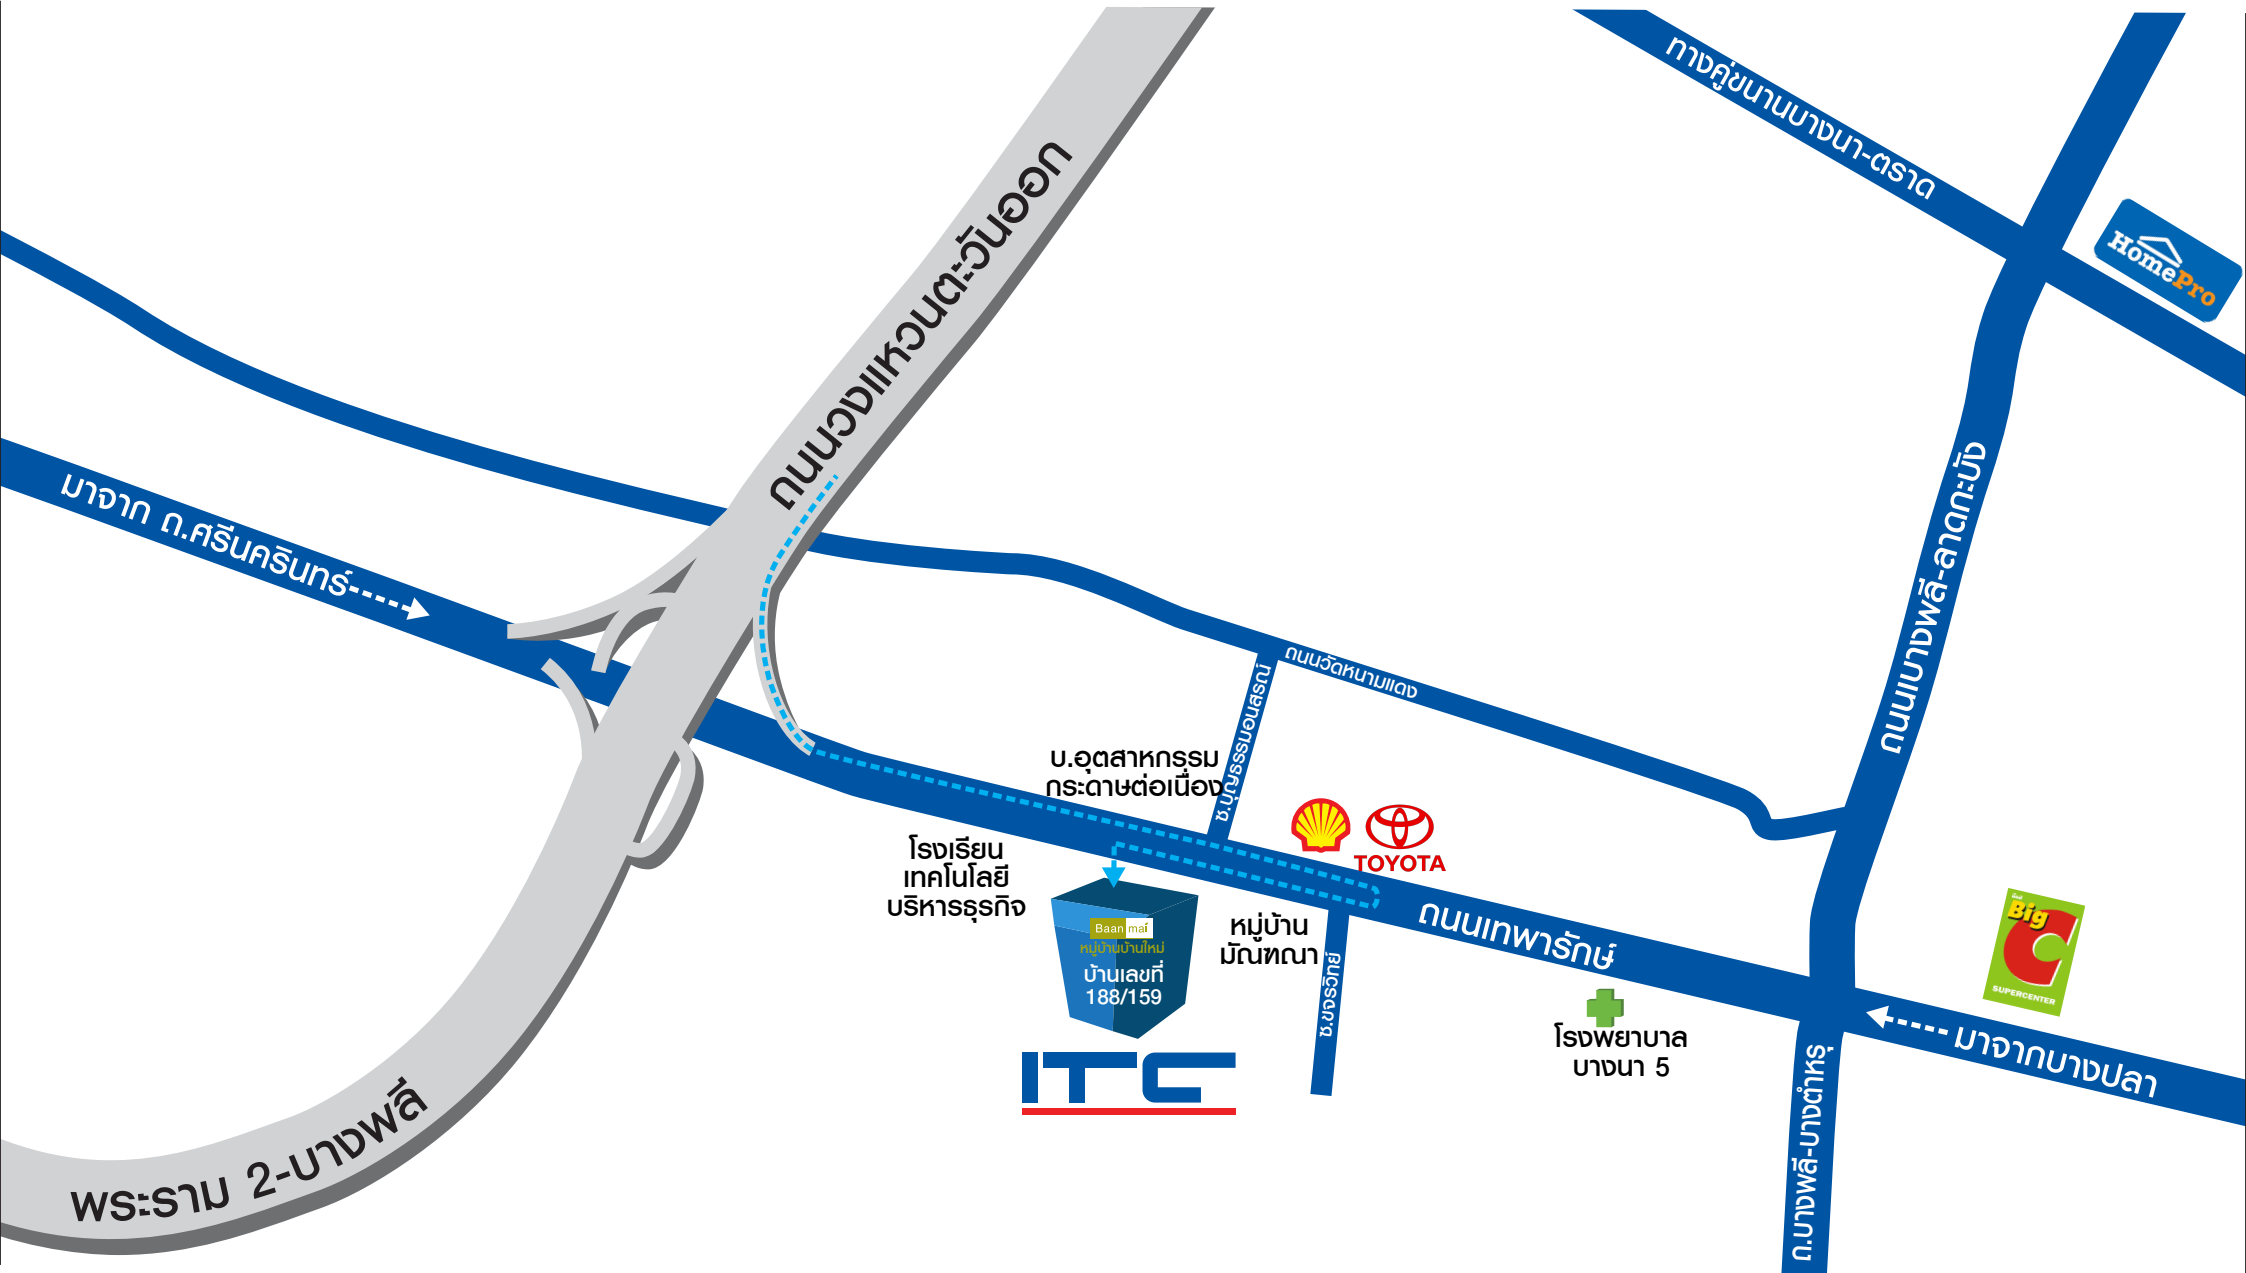 ทางคู่ขนานบางนา-ตราด
HomePro
ถนนวงแหวนตะวันออก
มาจาก ถ.ศรีนครินทร์
ถนนบางพลี-ลาดกะบัง
ถนนวัดหนามแดง
ซ.บุญธรรมอนสรณ์
บ.อุตสาหกรรม
กระดาษต่อเนื่อง
TOYOTA
โรงเรียน
เทคโนโลยี
บริหารธุรกิจ
Baan mai
หมู่บ้านบ้านใหม่
บ้านเลขที่
188/159
หมู่บ้าน
มัณฑณา
ซ.ขจรวิทย์
ถนนเทพารักษ์
Big
C
SUPERCENTER
โรงพยาบาล
บางนา 5
มาจากบางปลา
ITC
ถ.บางพลี-บางตำหรุ
พระราม 2-บางพลี